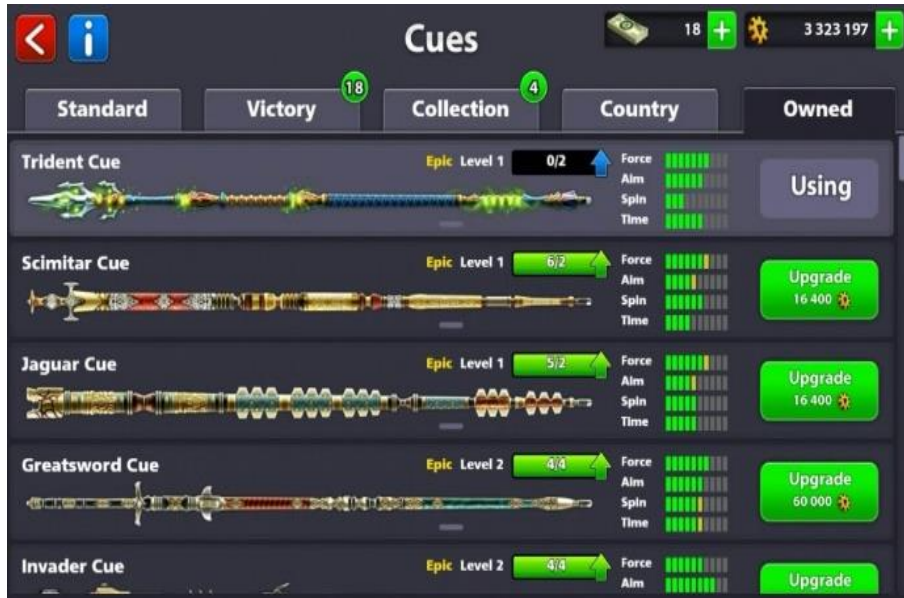 Cues
18
3 323 197
Standard
Victory
18
Collection
4
Country
Owned
Trident Cue
Epic Level 1
0/2
Force
Aim
Spin
Time
Using
Scimitar Cue
Epic Level 1
6/2
Force
Aim
Spin
Time
Upgrade
16 400
Jaguar Cue
Epic Level 1
5/2
Force
Aim
Spin
Time
Upgrade
16 400
Greatsword Cue
Epic Level 2
4/4
Force
Aim
Spin
Time
Upgrade
60 000
Invader Cue
Epic Level 2
4/4
Force
Aim
Upgrade